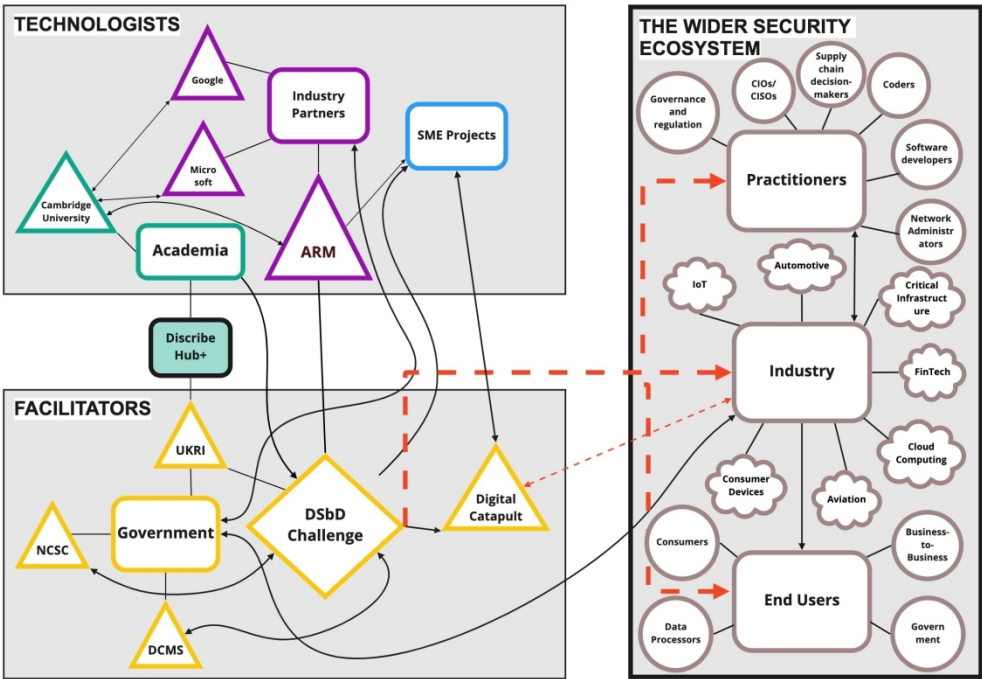 TECHNOLOGISTS
Google
Industry
Partners
SME Projects
Micro
soft
Cambridge
University
Academia
ARM
Discribe
Hub+
FACILITATORS
UKRI
DSbD
Challenge
Digital
Catapult
Government
NCSC
DCMS
THE WIDER SECURITY
ECOSYSTEM
Governance
and
regulation
CIOs/
CISOs
Supply
chain
decision-
makers
Coders
Software
developers
Practitioners
Network
Administr
ators
Automotive
IoT
Critical
Infrastruct
ure
Industry
FinTech
Cloud
Computing
Consumer
Devices
Aviation
Consumers
Business-
to-
Business
End Users
Data
Processors
Govern
ment